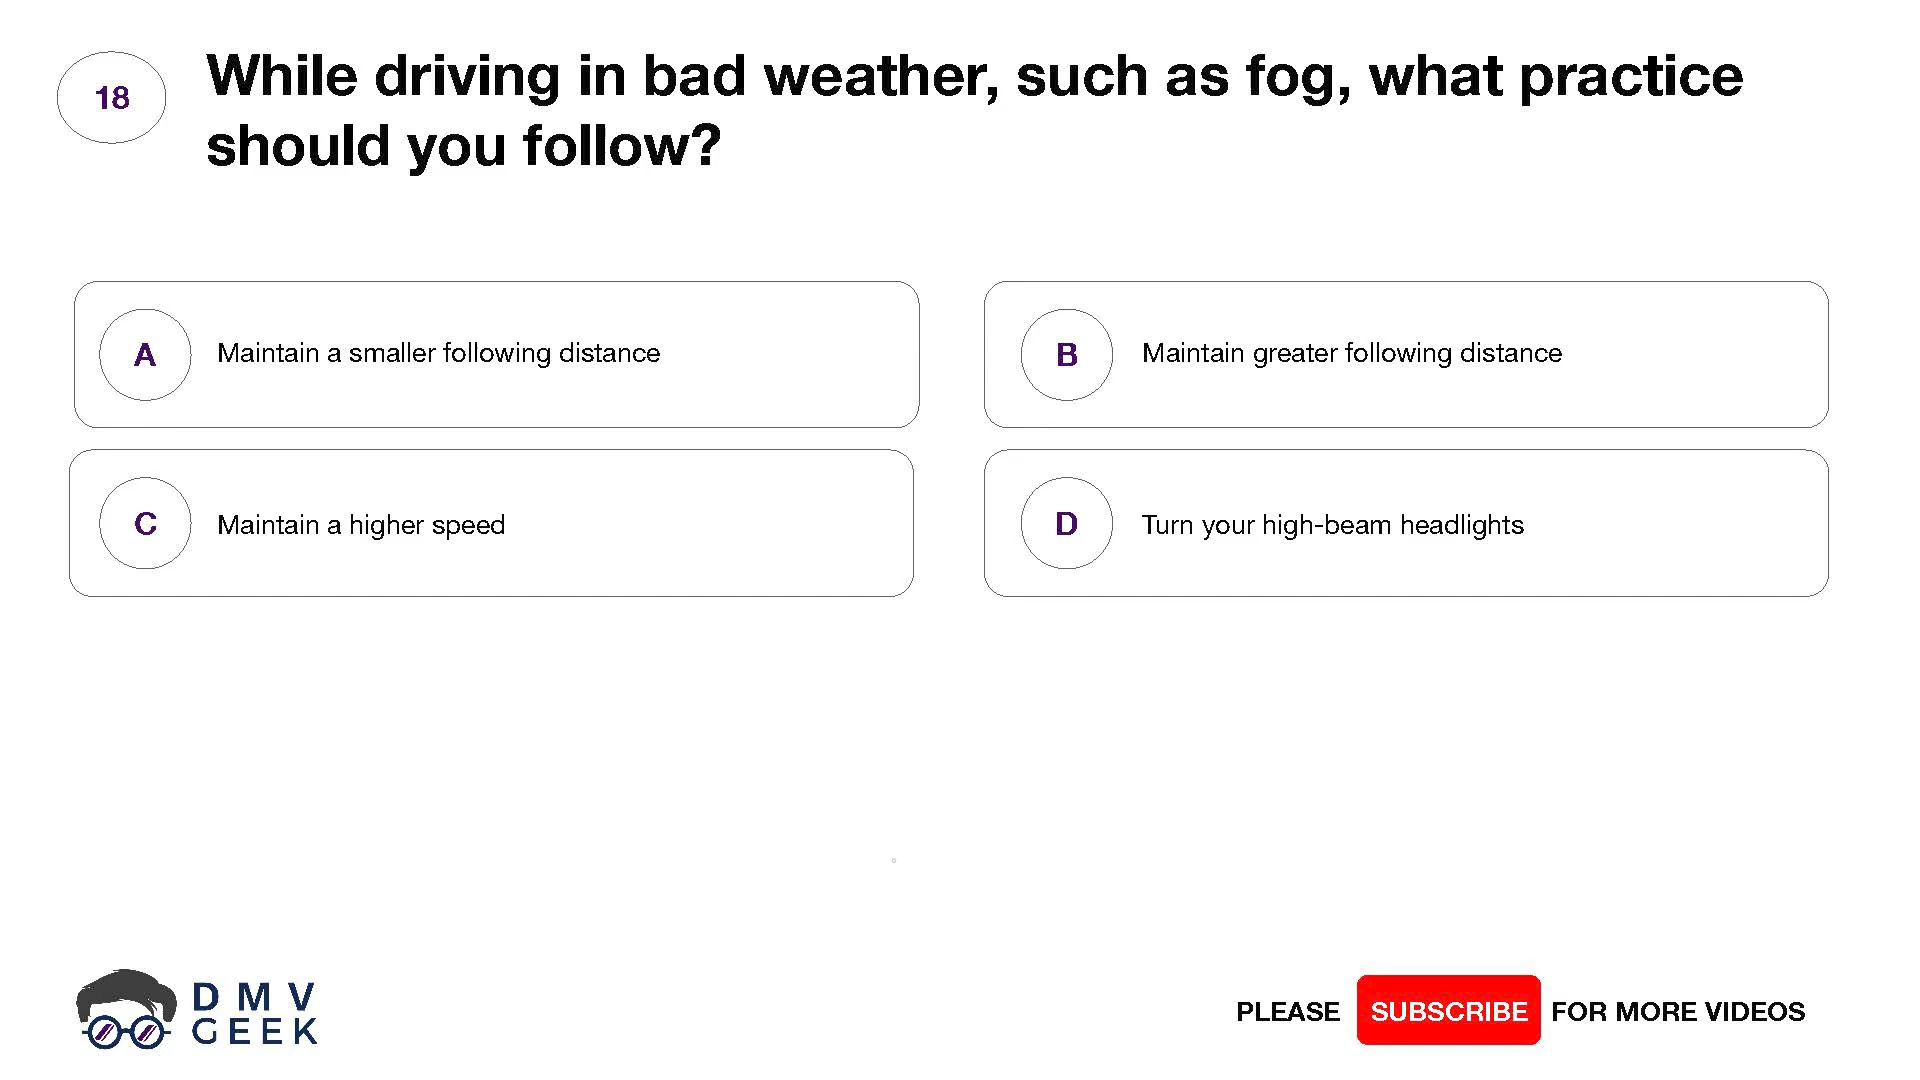 18
While driving in bad weather, such as fog, what practice
should you follow?
A
Maintain a smaller following distance
B
Maintain greater following distance
C
Maintain a higher speed
D
Turn your high-beam headlights
DMV
GEEK
PLEASE SUBSCRIBE FOR MORE VIDEOS